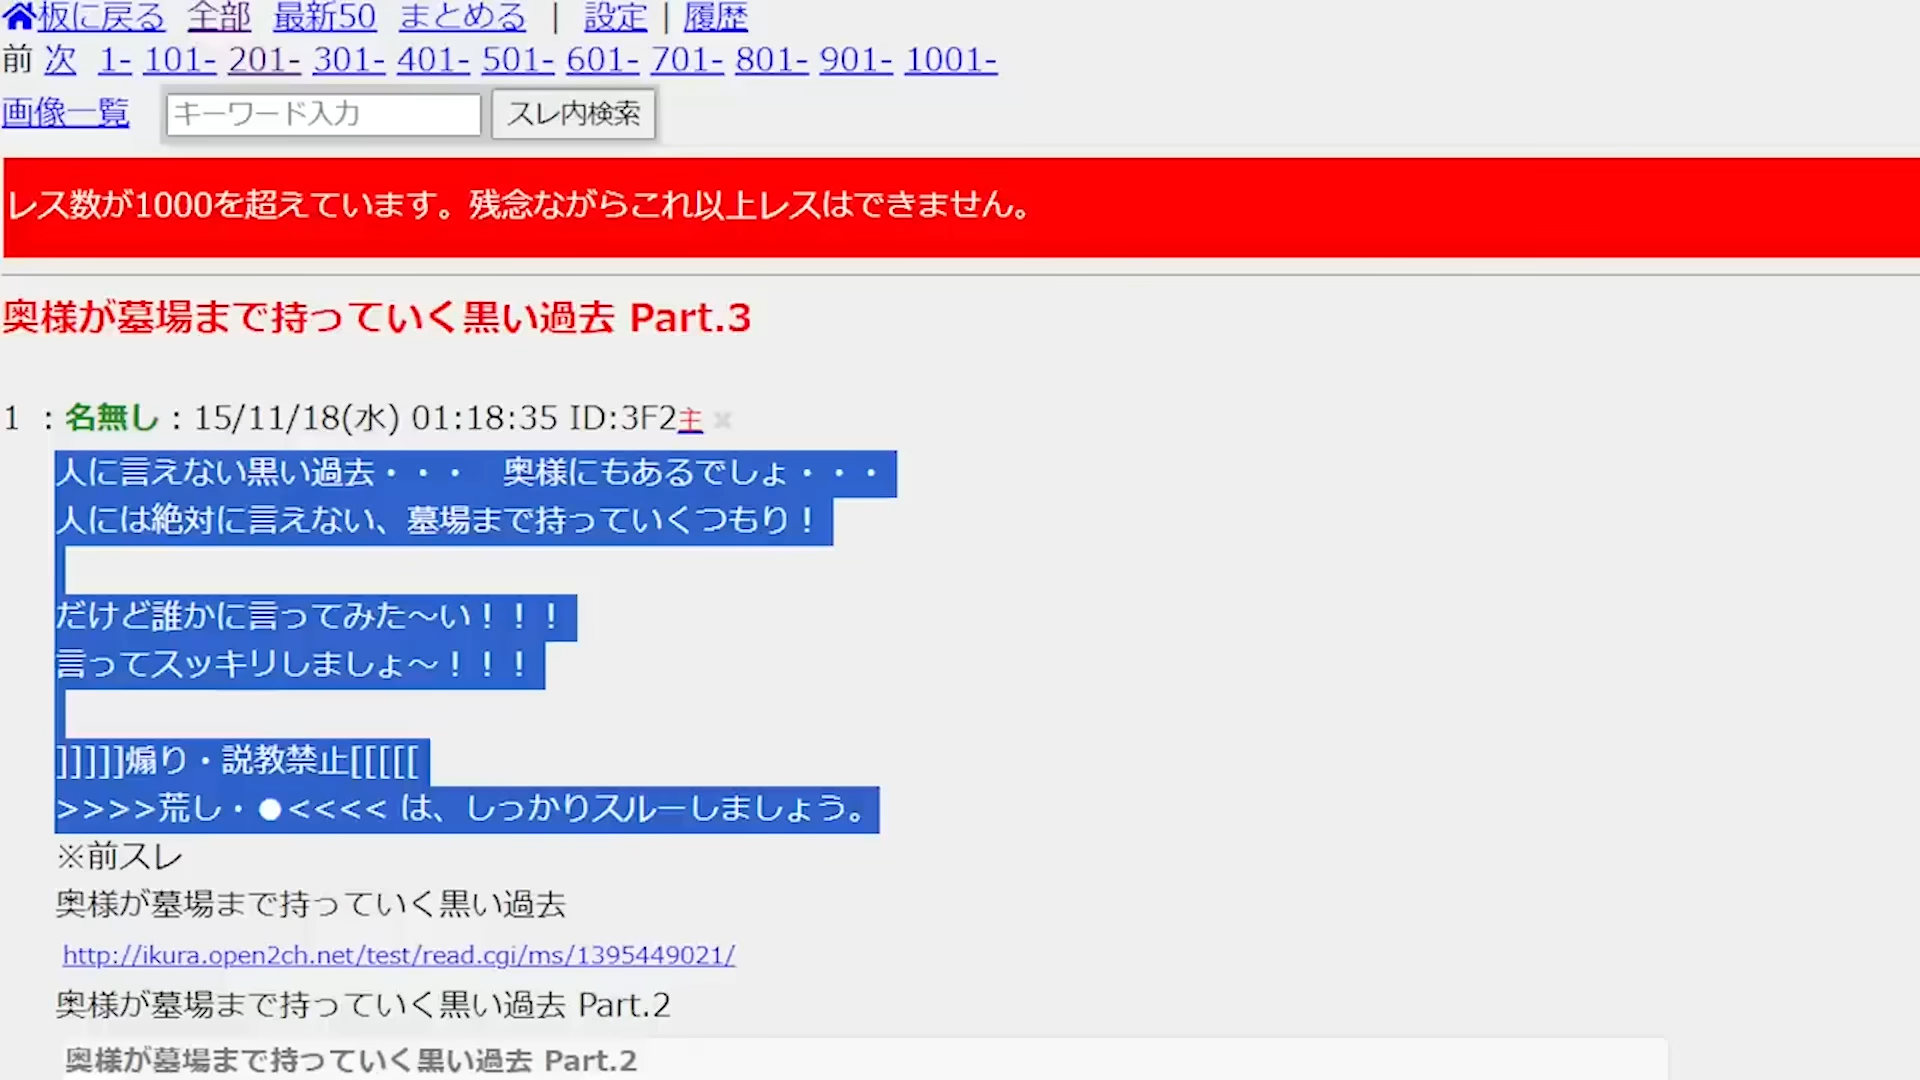 板に戻る 全部 最新50 まとめる | 設定 | 履歴
前 次 1- 101- 201- 301- 401- 501- 601- 701- 801- 901- 1001-
画像一覧 キーワード入力 スレ内検索
レス数が1000を超えています。残念ながらこれ以上レスはできません。
奥様が墓場まで持っていく黒い過去 Part.3
1 ：名無し：15/11/18(水) 01:18:35 ID:3F2主 ×
人に言えない黒い過去・・・　奥様にもあるでしょ・・・
人には絶対に言えない、墓場まで持っていくつもり！
だけど誰かに言ってみた～い！！！
言ってスッキリしましょ～！！！
]]]]]煽り・説教禁止[[[[[
>>>>荒し・●<<<< は、しっかりスルーしましょう。
※前スレ
奥様が墓場まで持っていく黒い過去
http://ikura.open2ch.net/test/read.cgi/ms/1395449021/
奥様が墓場まで持っていく黒い過去 Part.2
奥様が墓場まで持っていく黒い過去 Part.2